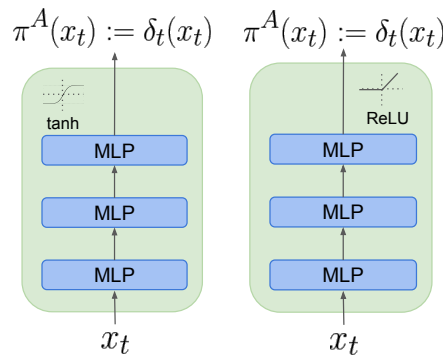 π^A(x_t) := δ_t(x_t)
tanh
MLP
MLP
MLP
x_t
π^A(x_t) := δ_t(x_t)
ReLU
MLP
MLP
MLP
x_t